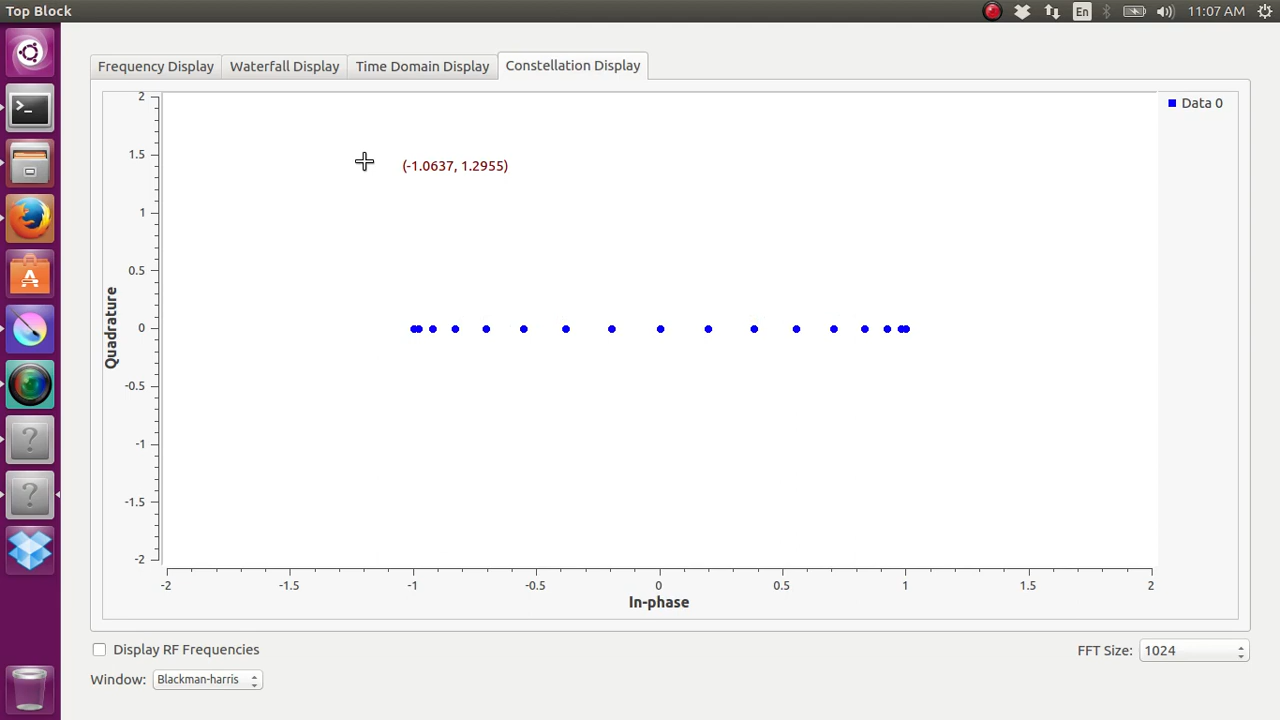 Top Block
En
11:07 AM
Frequency Display
Waterfall Display
Time Domain Display
Constellation Display
2
1.5
1
0.5
0
-0.5
-1
-1.5
-2
Quadrature
(-1.0637, 1.2955)
Data 0
-2
-1.5
-1
-0.5
0
0.5
1
1.5
2
In-phase
Display RF Frequencies
FFT Size:
1024
Window:
Blackman-harris